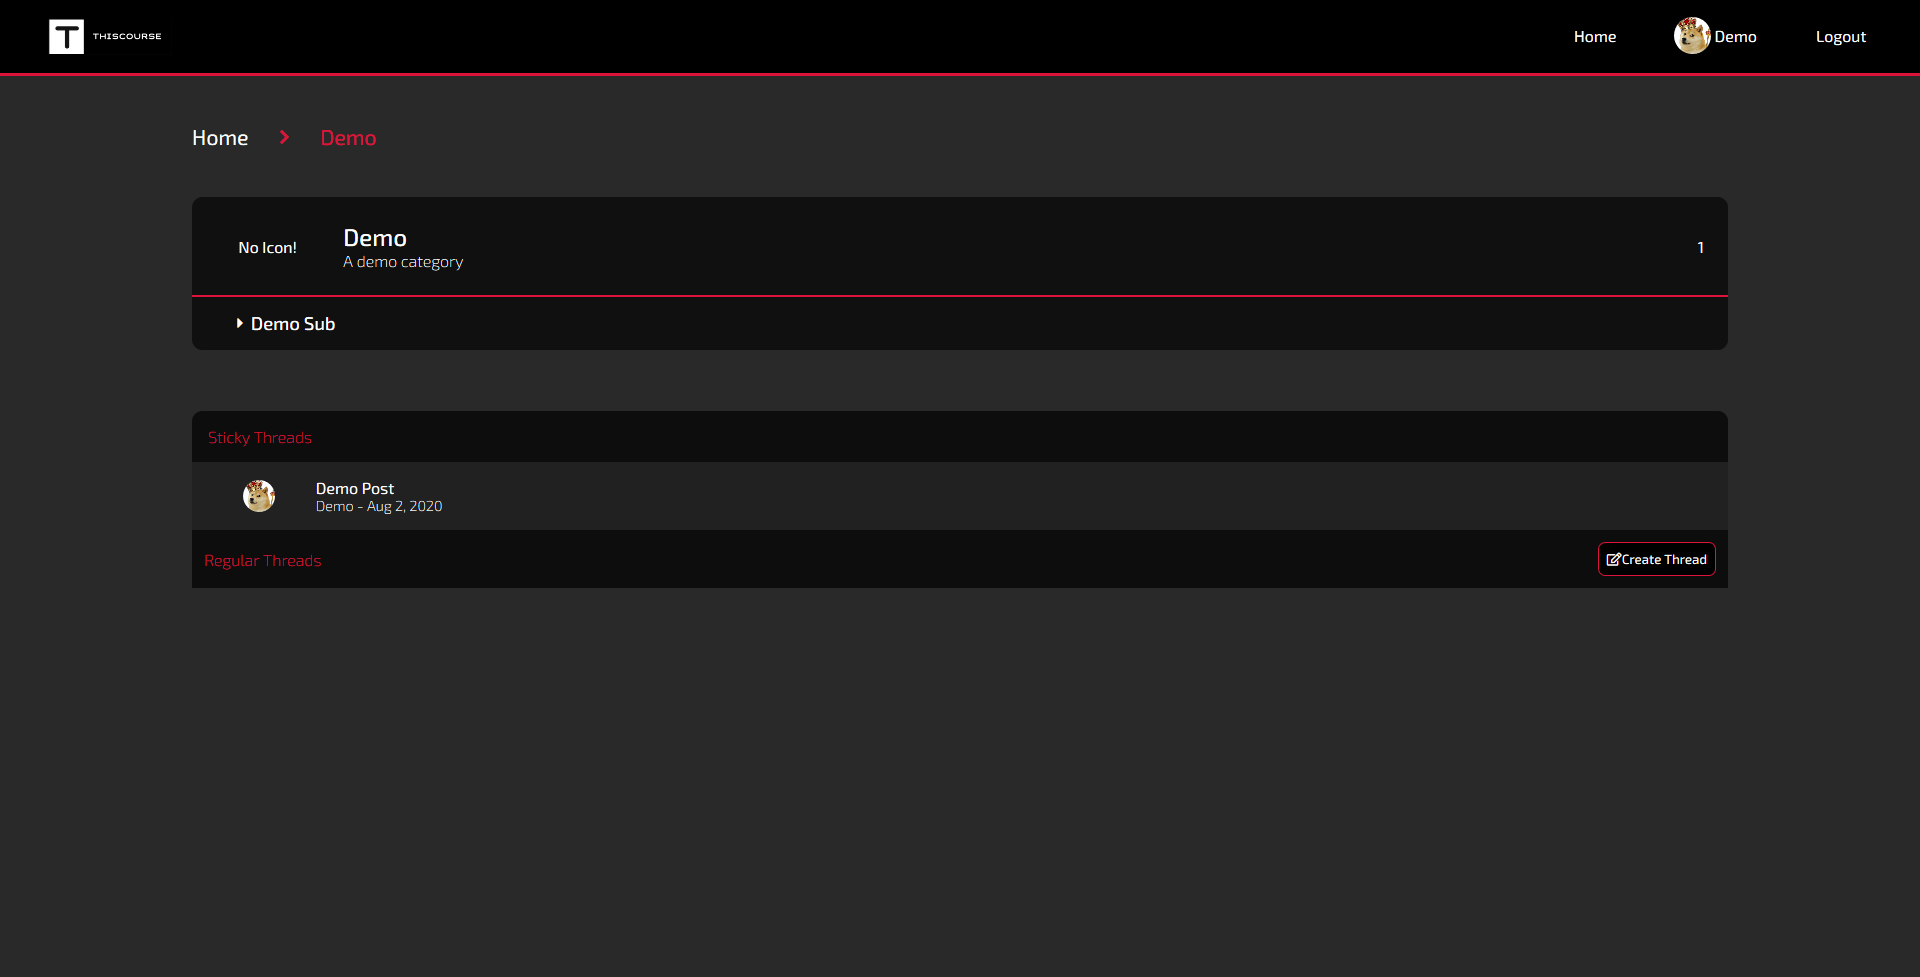 T THISCOURSE
Home Demo Logout
Home Demo
No Icon!
Demo
A demo category
1
Demo Sub
Sticky Threads
Demo Post
Demo - Aug 2, 2020
Regular Threads
Create Thread